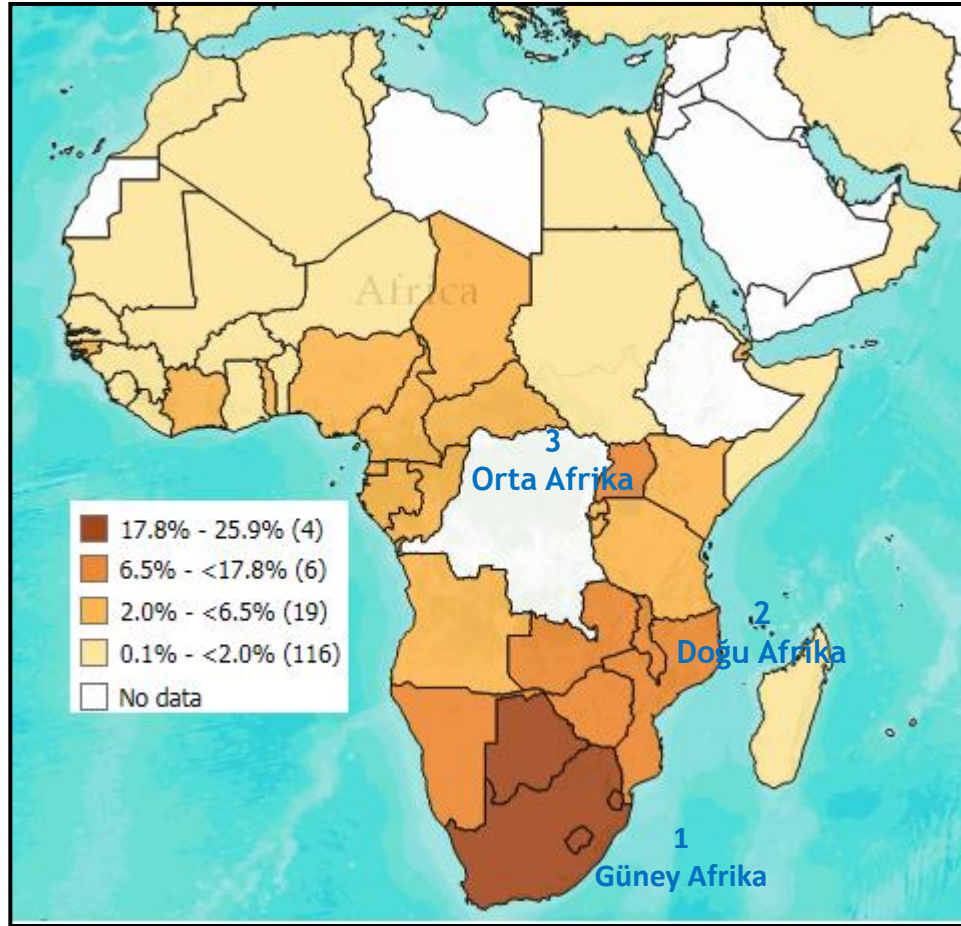 Africa
3
Orta Afrika
17.8% - 25.9% (4)
6.5% - <17.8% (6)
2.0% - <6.5% (19)
0.1% - <2.0% (116)
No data
2
Doğu Afrika
1
Güney Afrika